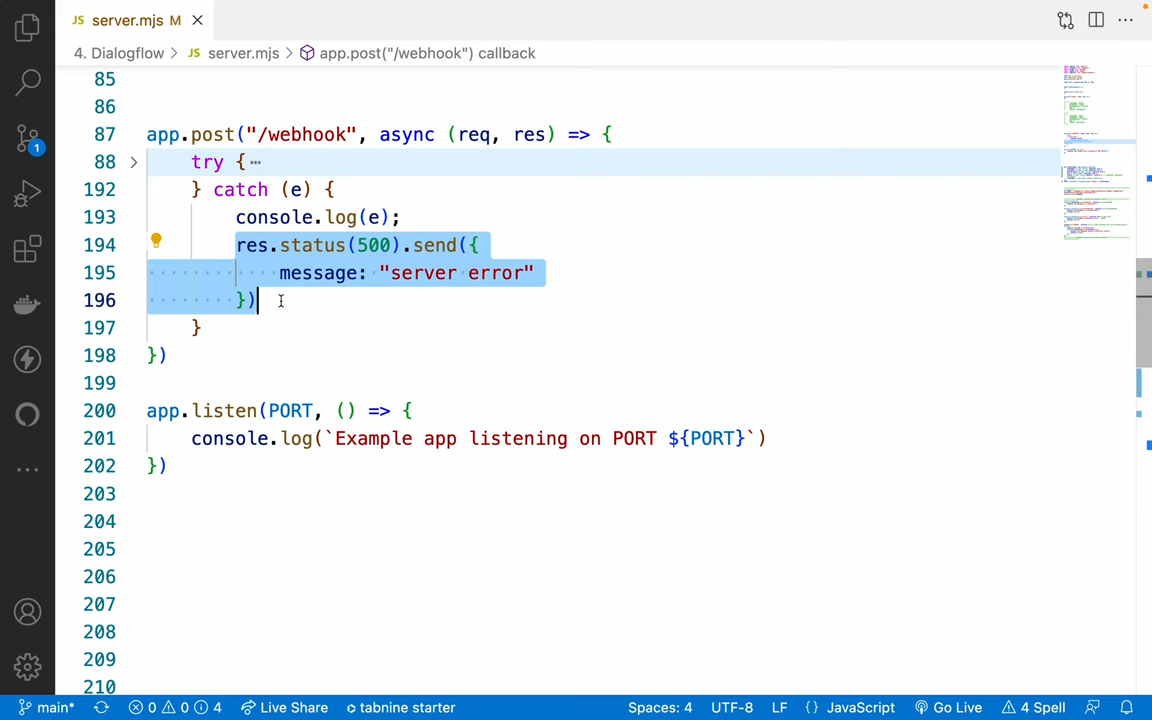 JS server.mjs M
4. Dialogflow > JS server.mjs > app.post("/webhook") callback
85
86
87 app.post("/webhook", async (req, res) => {
88 try {⋯
192 } catch (e) {
193 console.log(e);
194 res.status(500).send({
195 message: "server error"
196 })
197 }
198 })
199
200 app.listen(PORT, () => {
201 console.log(`Example app listening on PORT ${PORT}`)
202 })
203
204
205
206
207
208
209
210
1
main* 0 0 4 Live Share tabnine starter Spaces: 4 UTF-8 LF {} JavaScript Go Live 4 Spell